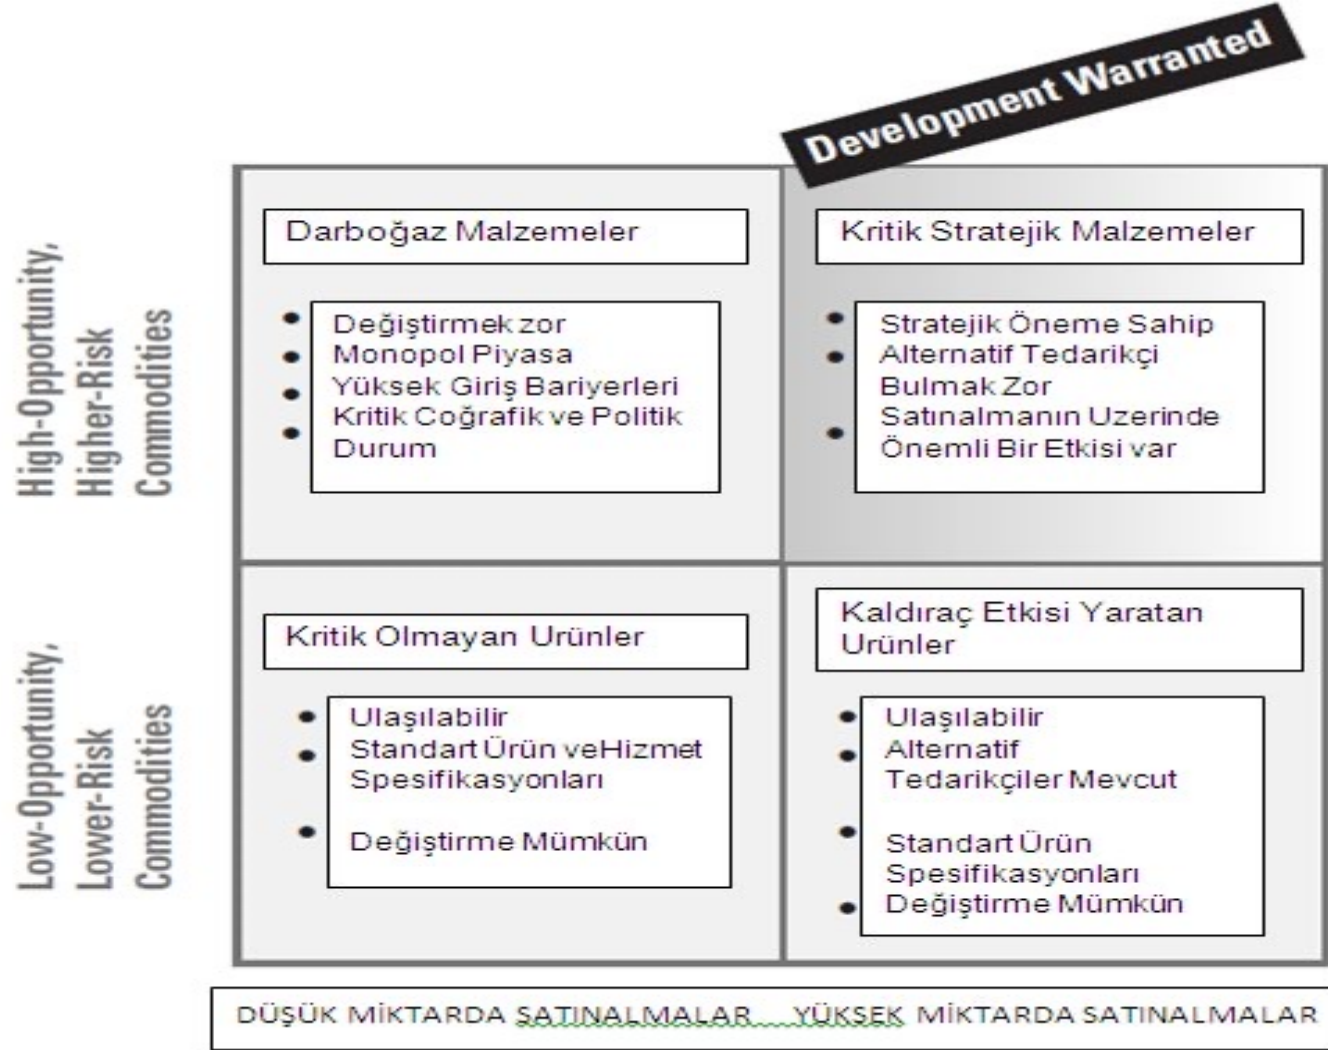 Development Warranted
High-Opportunity,
Higher-Risk
Commodities
Darboğaz Malzemeler
Değiştirmek zor
Monopol Piyasa
Yüksek Giriş Bariyerleri
Kritik Coğrafik ve Politik
Durum
Kritik Stratejik Malzemeler
Stratejik Öneme Sahip
Alternatif Tedarikçi
Bulmak Zor
Satınalmanın Uzerinde
Önemli Bir Etkisi var
Low-Opportunity,
Lower-Risk
Commodities
Kritik Olmayan Urünler
Ulaşılabilir
Standart Ürün veHizmet
Spesifikasyonları
Değiştirme Mümkün
Kaldıraç Etkisi Yaratan
Urünler
Ulaşılabilir
Alternatif
Tedarikçiler Mevcut
Standart Ürün
Spesifikasyonları
Değiştirme Mümkün
DÜŞÜK MİKTARDA SATINALMALAR YÜKSEK MİKTARDA SATINALMALAR